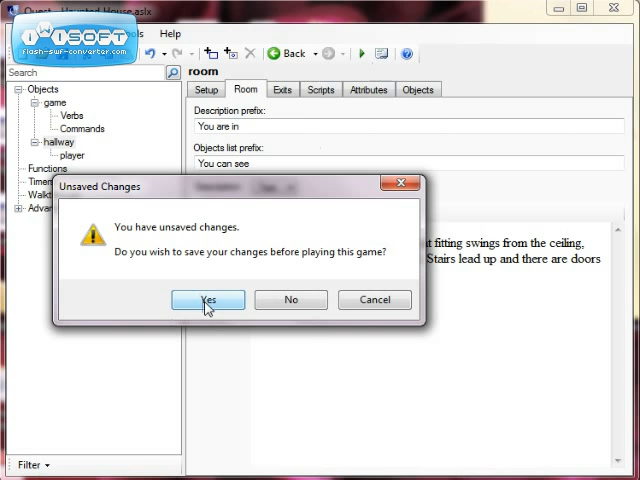 Quest - Haunted House.aslx
iWiSOFT
flash-swf-converter.com
Help
Back
Search
room
Objects
game
Verbs
Commands
hallway
player
Functions
Timers
Filter
Setup Room Exits Scripts Attributes Objects
Description prefix:
You are in
Objects list prefix:
You can see
Unsaved Changes
You have unsaved changes.
Do you wish to save your changes before playing this game?
Yes No Cancel
fitting swings from the ceiling,
Stairs lead up and there are doors